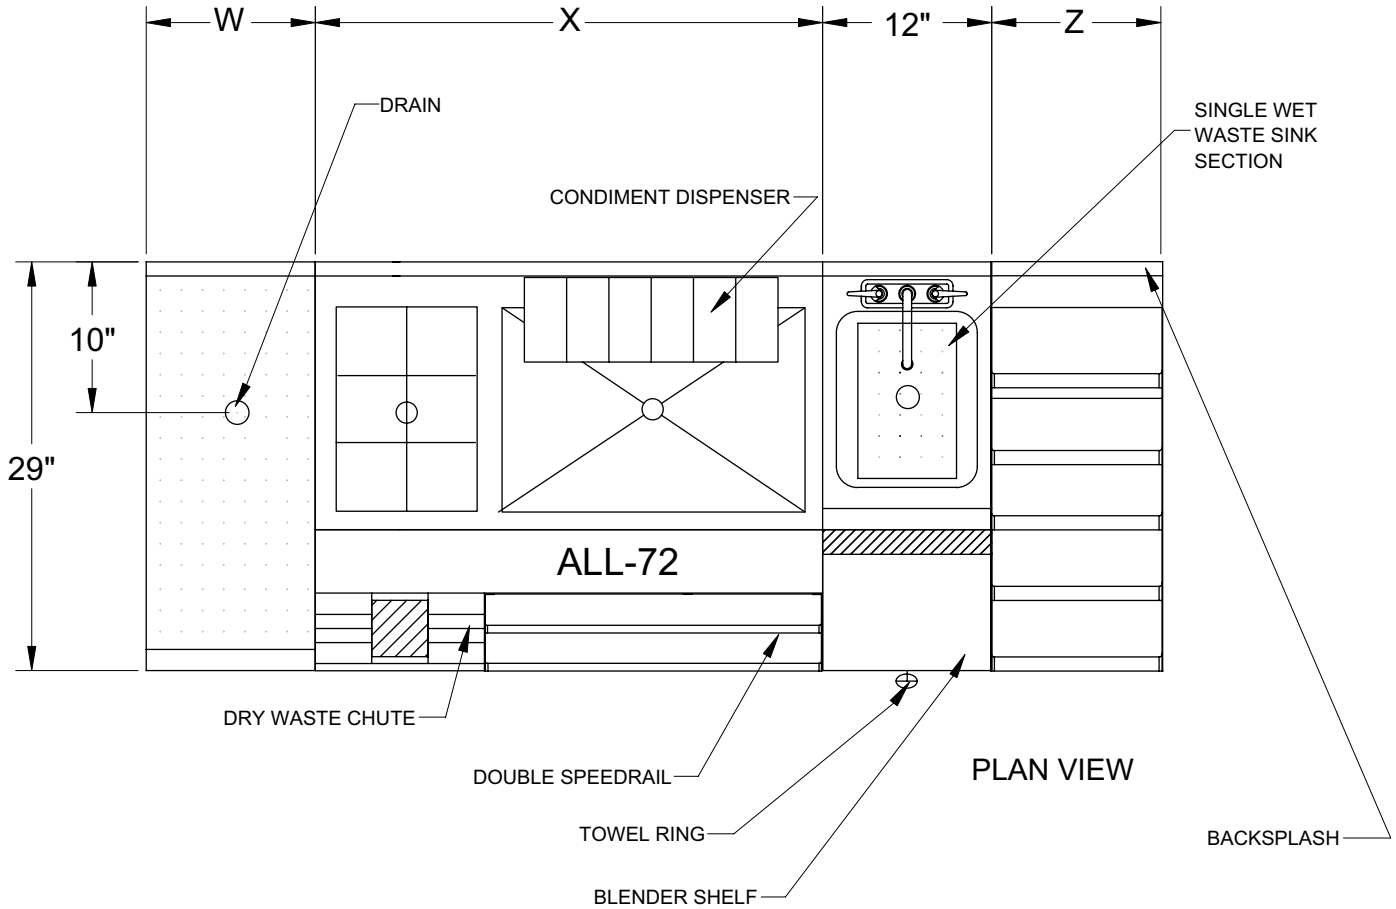 W
X
12"
Z
DRAIN
SINGLE WET
WASTE SINK
SECTION
CONDIMENT DISPENSER
10"
29"
ALL-72
DRY WASTE CHUTE
DOUBLE SPEEDRAIL
PLAN VIEW
TOWEL RING
BACKSPLASH
BLENDER SHELF